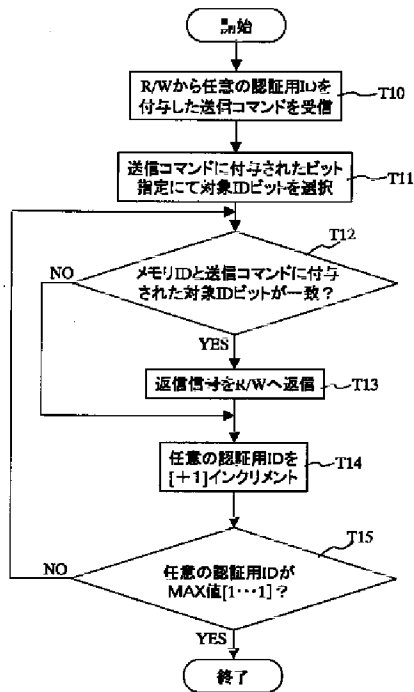 開始
R/Wから任意の認証用IDを
付与した送信コマンドを受信
T10
送信コマンドに付与されたビット
指定にて対象IDビットを選択
T11
T12
NO
メモリIDと送信コマンドに付与
された対象IDビットが一致？
YES
返信信号をR/Wへ返信
T13
任意の認証用IDを
[＋1]インクリメント
T14
T15
NO
任意の認証用IDが
MAX値[1・・・1]？
YES
終了